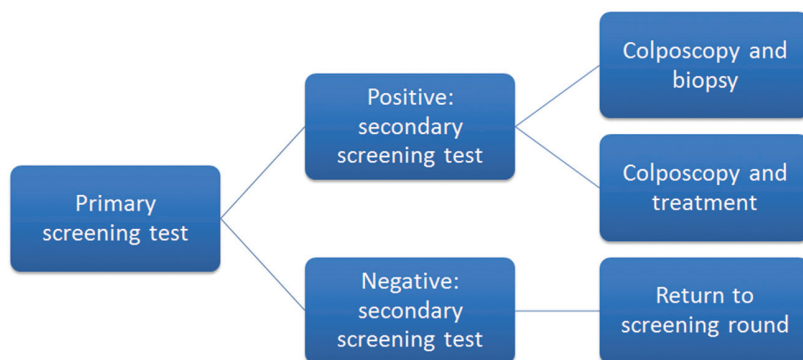 Primary
screening test
Positive:
secondary
screening test
Negative:
secondary
screening test
Colposcopy and
biopsy
Colposcopy and
treatment
Return to
screening round